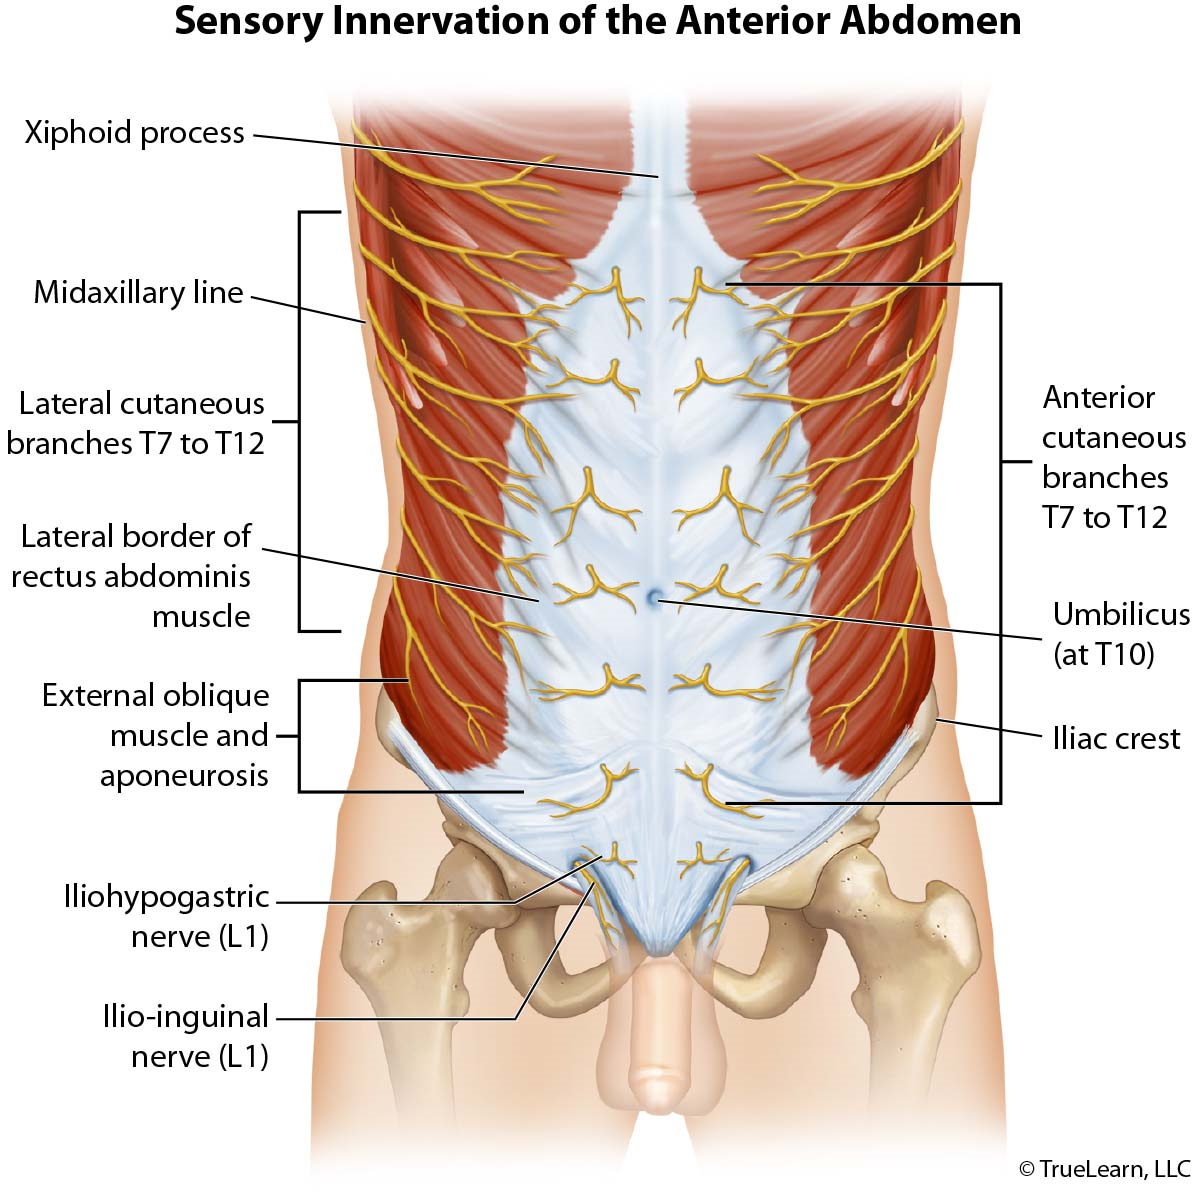 Sensory Innervation of the Anterior Abdomen
Xiphoid process
Midaxillary line
Lateral cutaneous
branches T7 to T12
Lateral border of
rectus abdominis
muscle
External oblique
muscle and
aponeurosis
Iliohypogastric
nerve (L1)
Ilio-inguinal
nerve (L1)
Anterior
cutaneous
branches
T7 to T12
Umbilicus
(at T10)
Iliac crest
© TrueLearn, LLC